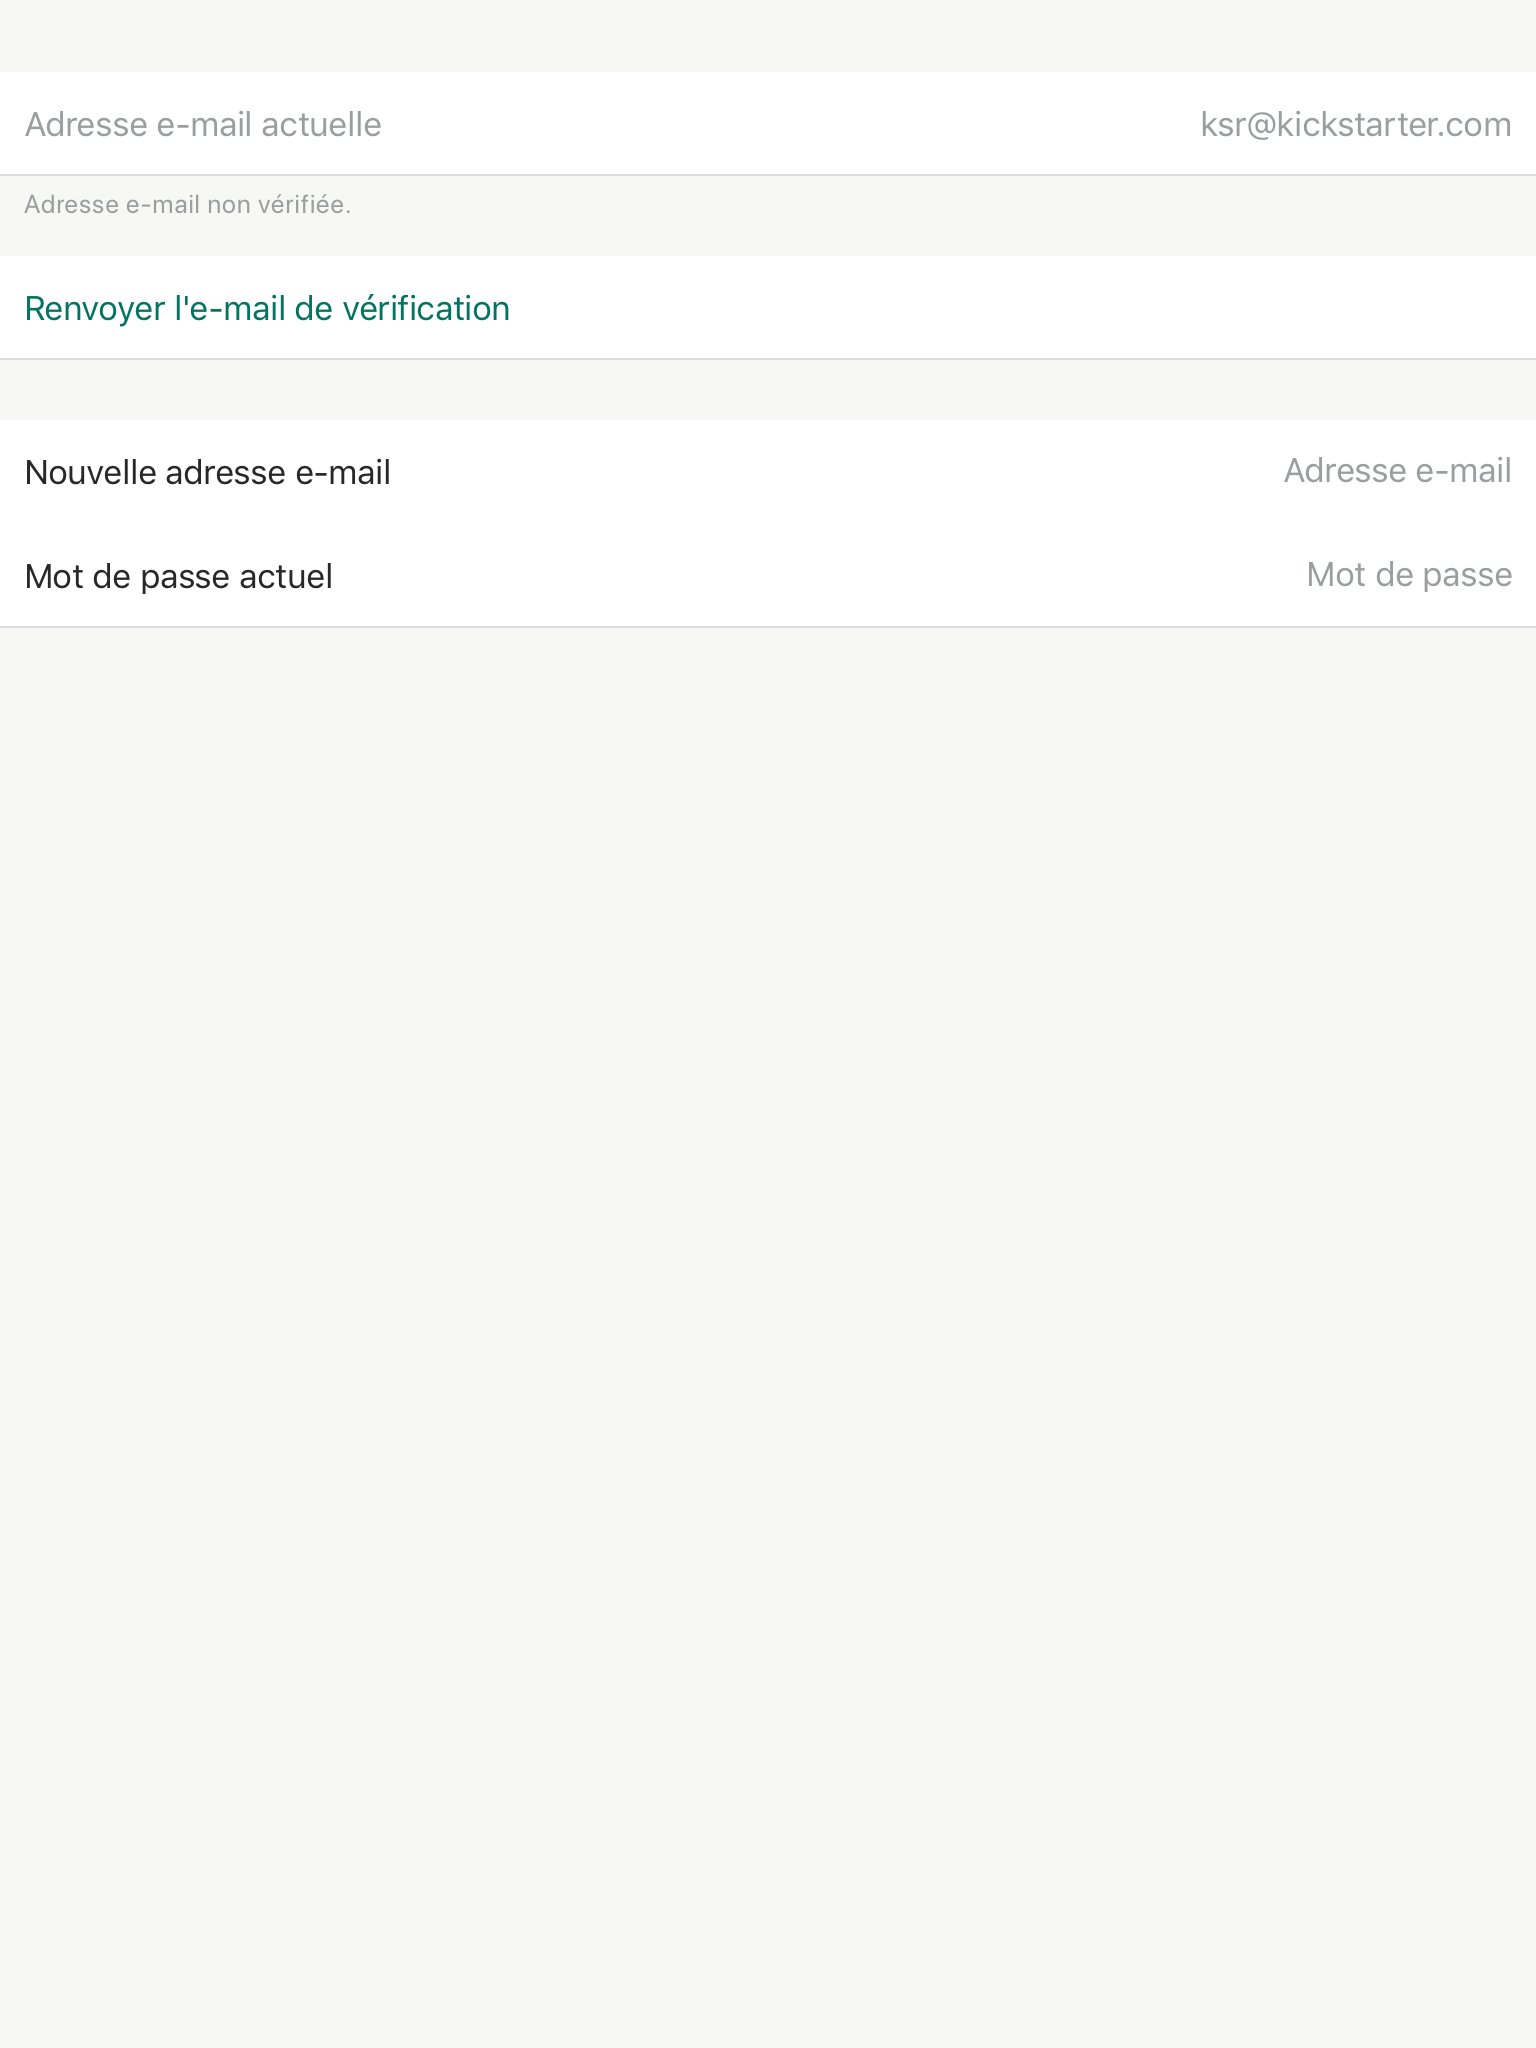 Adresse e-mail actuelle ksr@kickstarter.com
Adresse e-mail non vérifiée.
Renvoyer l'e-mail de vérification
Nouvelle adresse e-mail Adresse e-mail
Mot de passe actuel Mot de passe